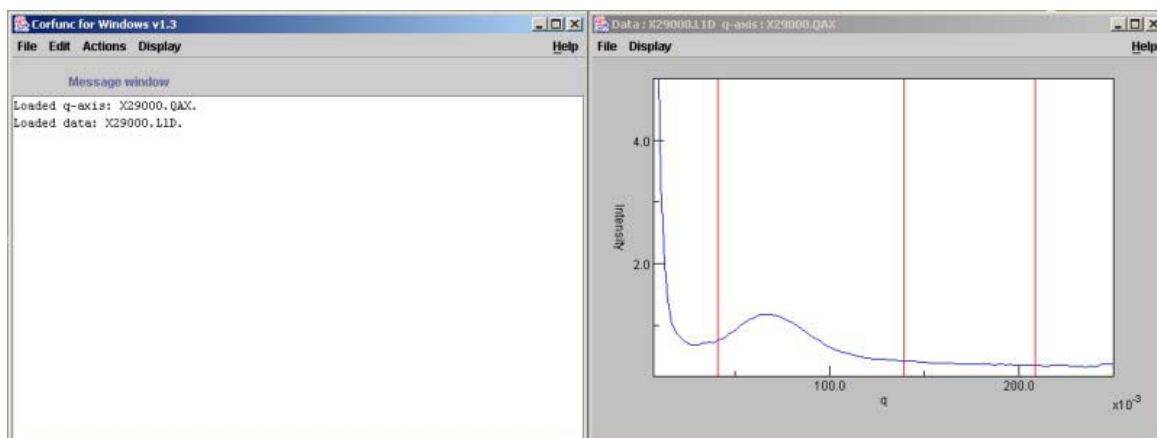 Corfunc for Windows v1.3
File Edit Actions Display Help
Message window
Loaded q-axis: X29000.QAX.
Loaded data: X29000.L1D.
Data : X29000.L1D q-axis : X29000.QAX
File Display Help
4.0
Intensity
2.0
100.0 200.0
q
x10-3